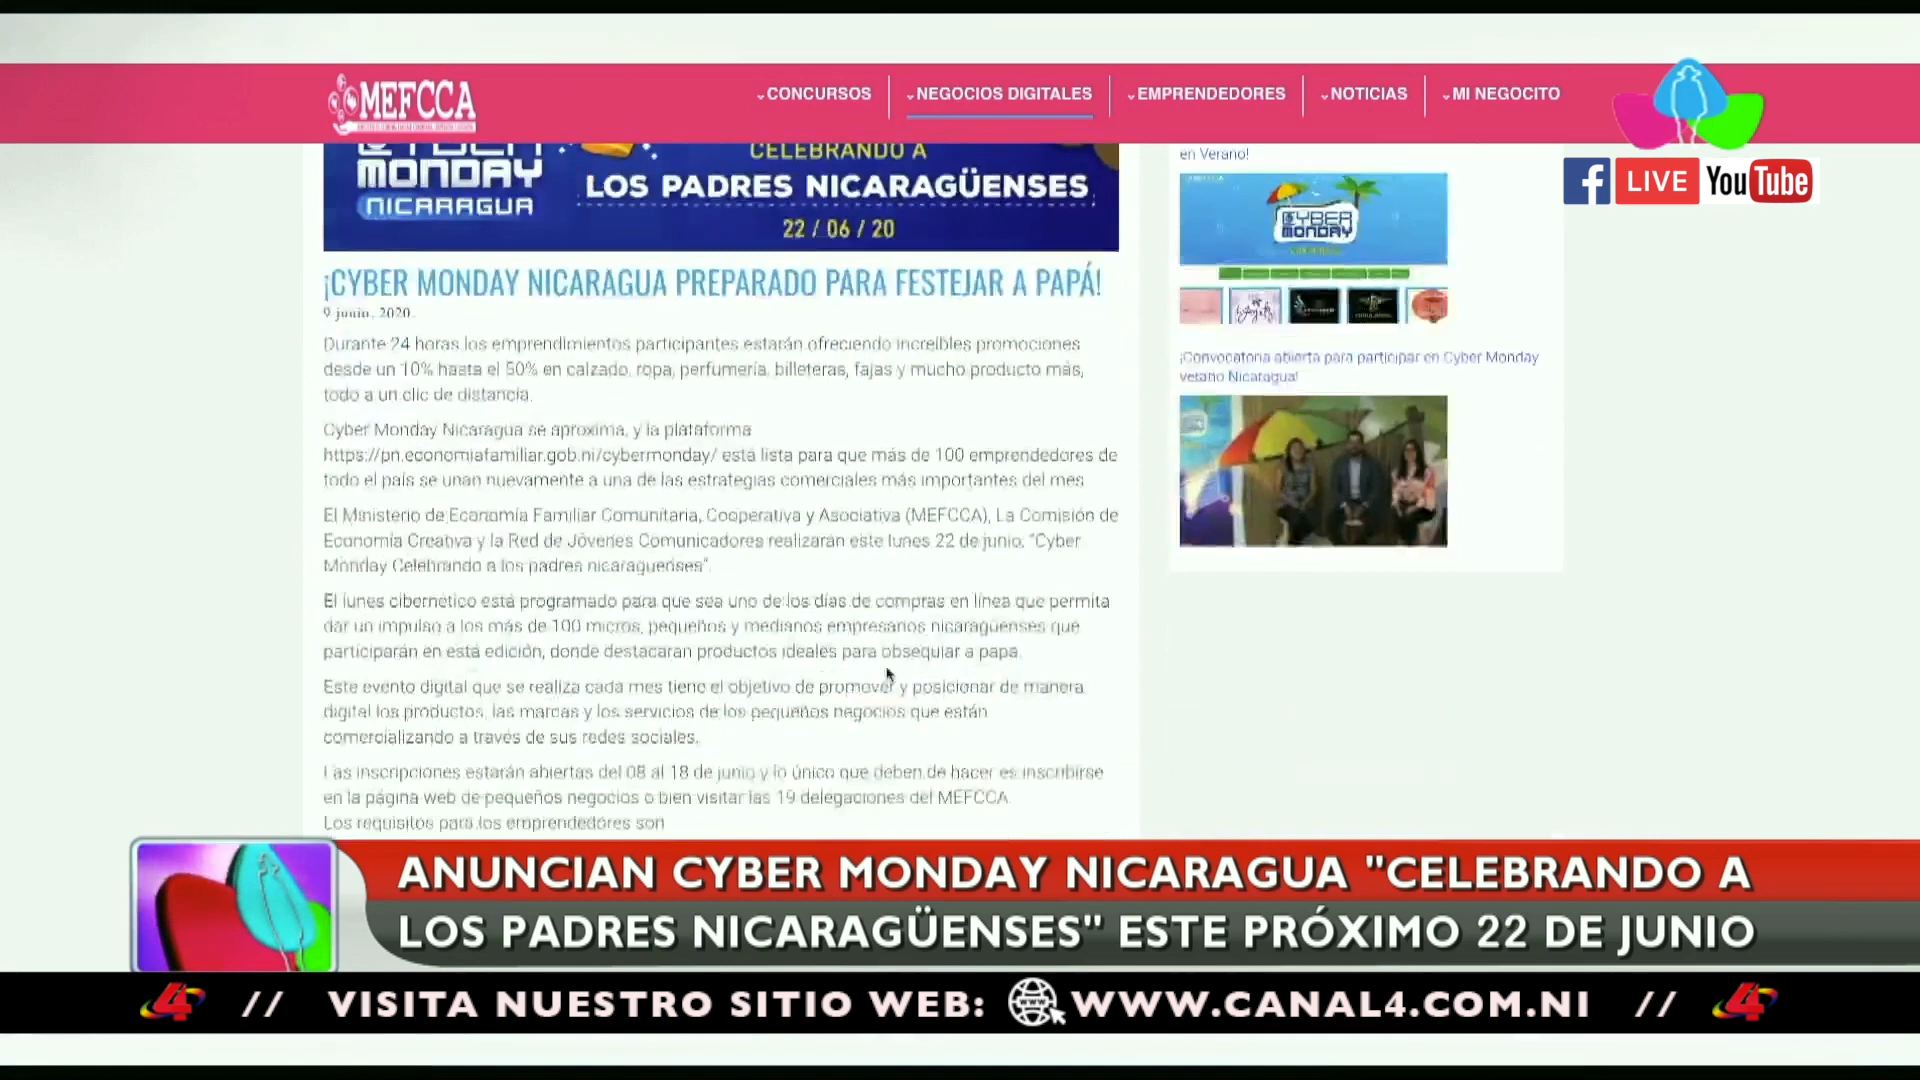 MEFCCA
CONCURSOS
NEGOCIOS DIGITALES
EMPRENDEDORES
NOTICIAS
MI NEGOCITO
LIVE YouTube
CYBER
MONDAY
NICARAGUA
CELEBRANDO A
LOS PADRES NICARAGÜENSES
22 / 06 / 20
¡CYBER MONDAY NICARAGUA PREPARADO PARA FESTEJAR A PAPÁ!
9 junio, 2020
Durante 24 horas los emprendimientos participantes estarán ofreciendo increíbles promociones
desde un 10% hasta el 50% en calzado, ropa, perfumería, billeteras, fajas y mucho producto más,
todo a un clic de distancia.
Cyber Monday Nicaragua se aproxima, y la plataforma
https://pn.economiafamiliar.gob.ni/cybermonday/ está lista para que más de 100 emprendedores de
todo el país se unan nuevamente a una de las estrategias comerciales más importantes del mes
El Ministerio de Economía Familiar Comunitaria, Cooperativa y Asociativa (MEFCCA), La Comisión de
Economía Creativa y la Red de Jóvenes Comunicadores realizarán este lunes 22 de junio, "Cyber
Monday Celebrando a los padres nicaragüenses".
El lunes cibernético está programado para que sea uno de los días de compras en línea que permita
dar un impulso a los más de 100 micros, pequeños y medianos empresarios nicaragüenses que
participarán en está edición, donde destacaran productos ideales para obsequiar a papa.
Este evento digital que se realiza cada mes tiene el objetivo de promover y posicionar de manera
digital los productos, las marcas y los servicios de los pequeños negocios que están
comercializando a través de sus redes sociales.
Las inscripciones estarán abiertas del 08 al 18 de junio y lo único que deben de hacer es inscribirse
en la página web de pequeños negocios o bien visitar las 19 delegaciones del MEFCCA.
Los requisitos para los emprendedores son
en Verano!
CYBER
MONDAY
¡Convocatoria abierta para participar en Cyber Monday
verano Nicaragua!
ANUNCIAN CYBER MONDAY NICARAGUA "CELEBRANDO A
LOS PADRES NICARAGÜENSES" ESTE PRÓXIMO 22 DE JUNIO
4 // VISITA NUESTRO SITIO WEB: WWW.CANAL4.COM.NI // 4